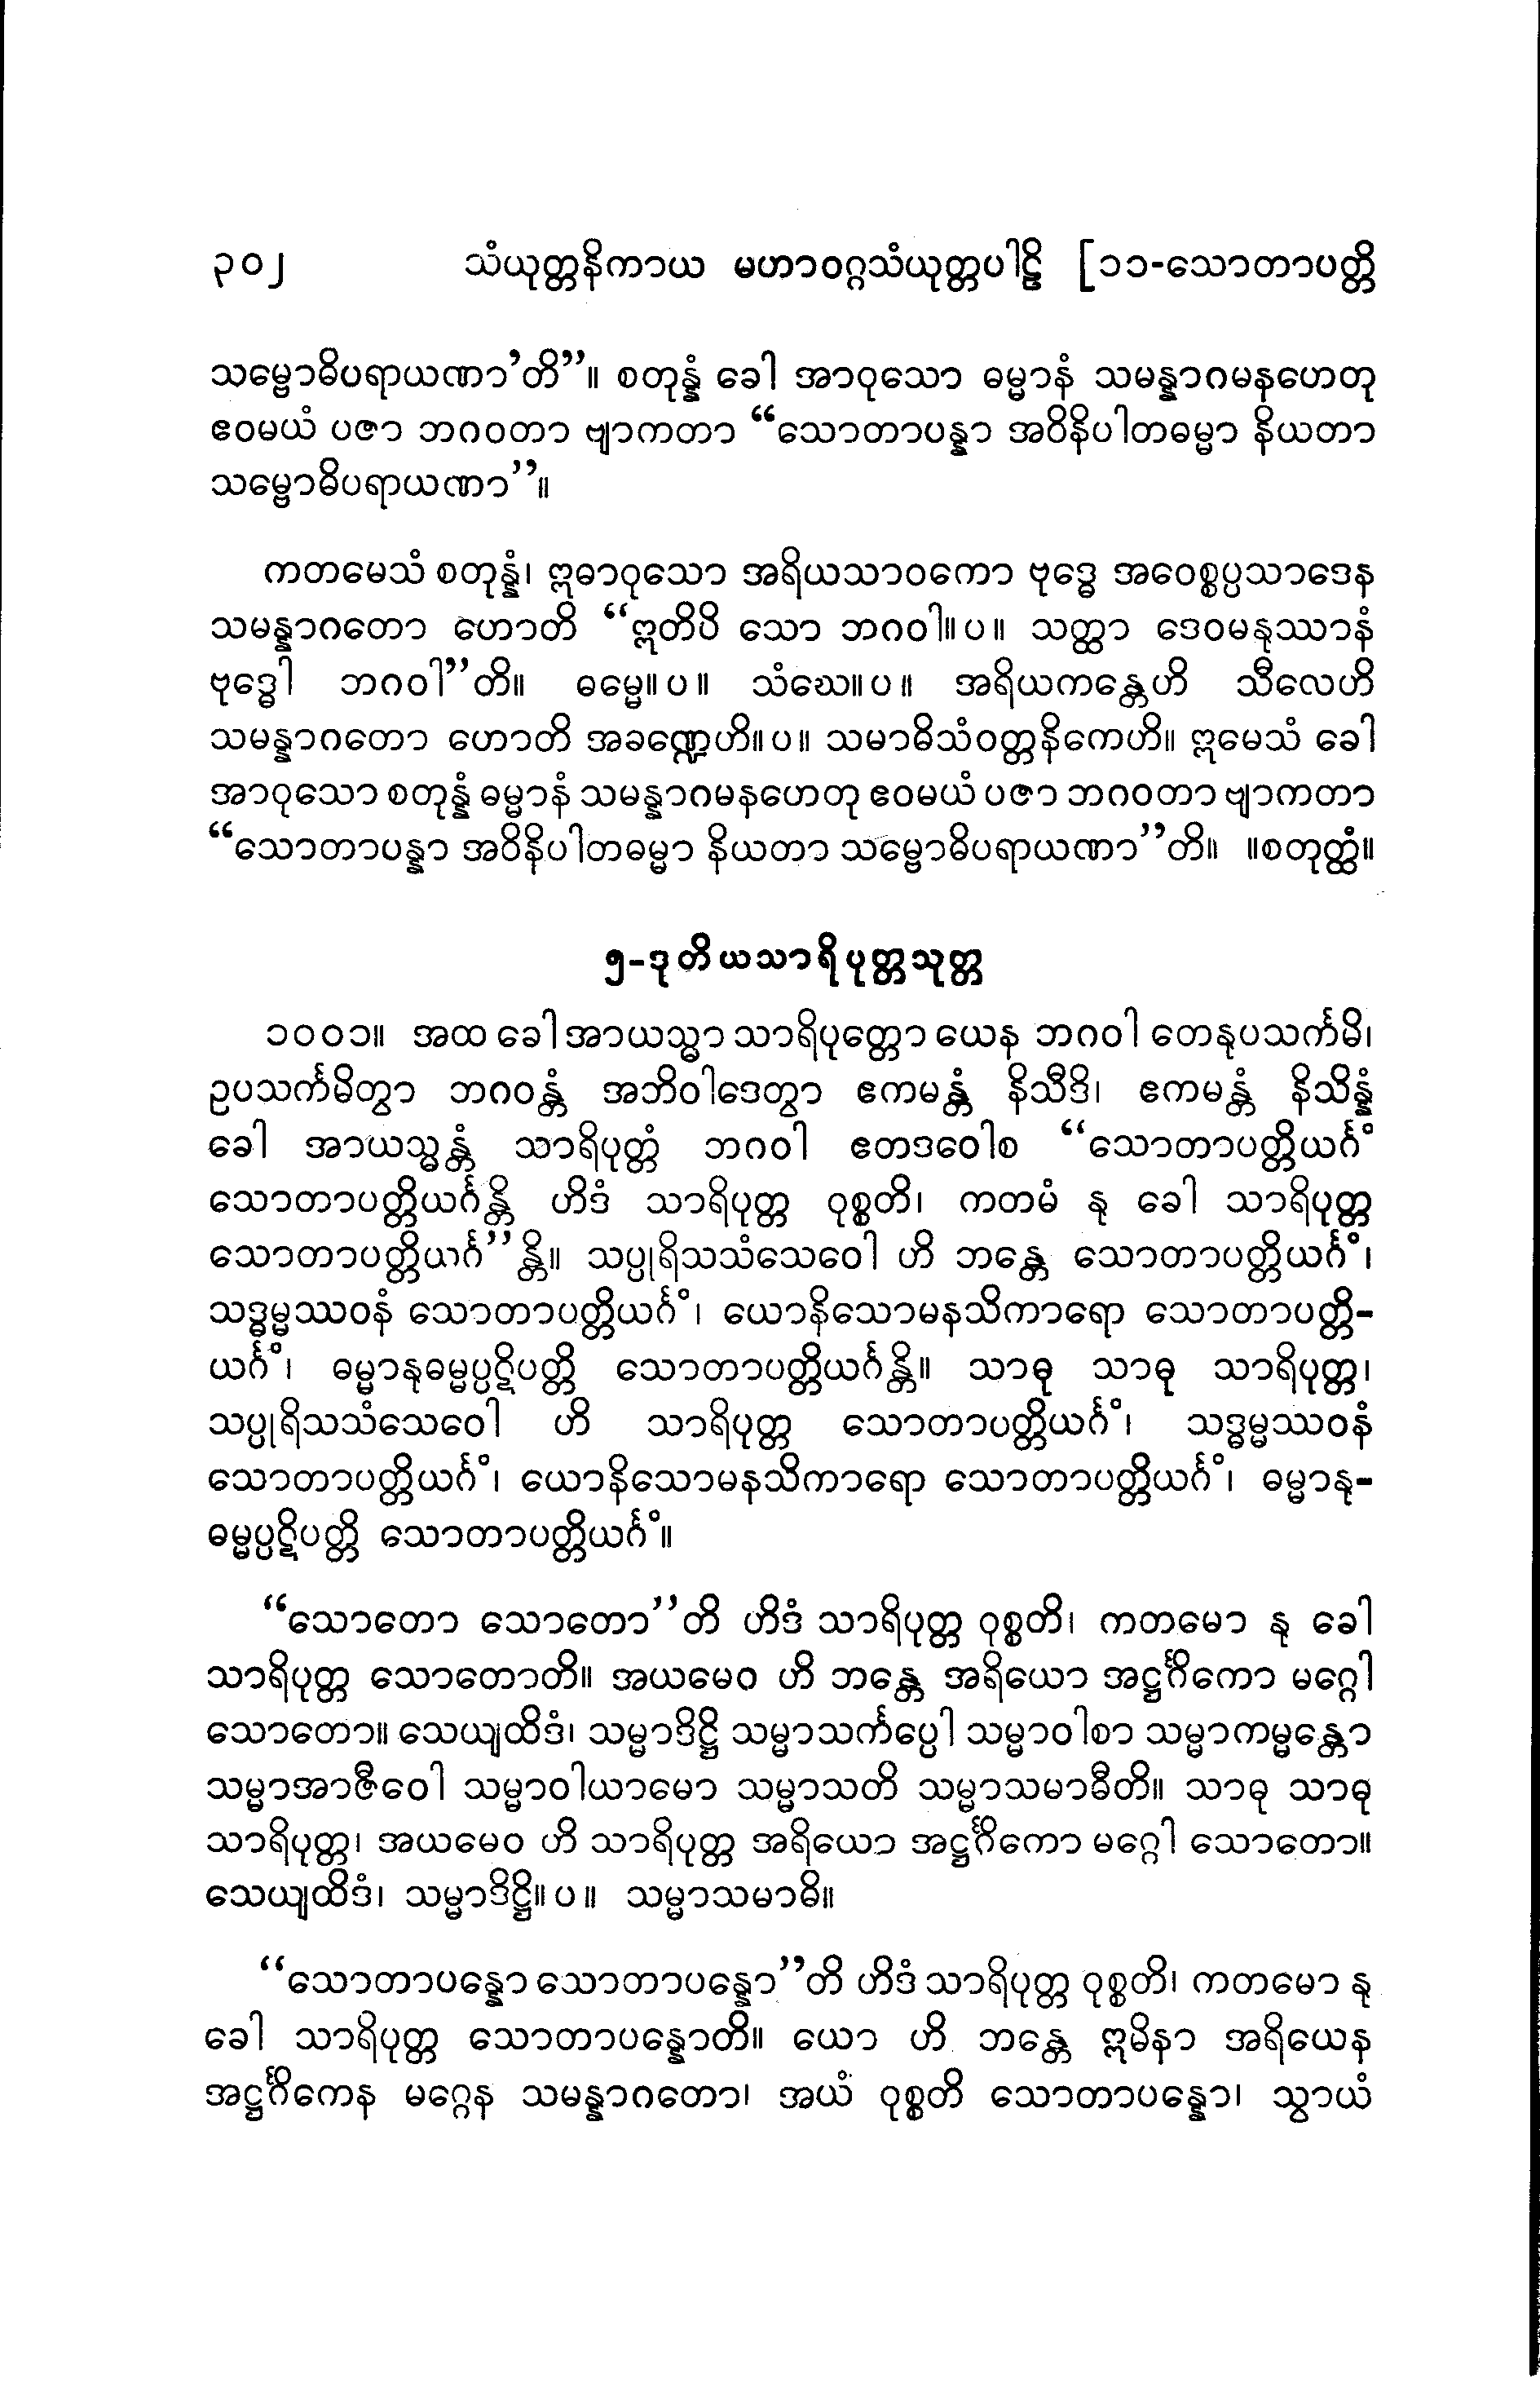 ၃၀၂ သံယုတ္တနိကာယ မဟာဝဂ္ဂသံယုတ္တပါဠိ [၁၁-သောတာပတ္တိ
သမ္ဗောဓိပရာယဏာ’တိ”။ စတုန္နံ ခေါ အာဝုသော ဓမ္မာနံ သမန္နာဂမနဟေတု
ဧဝမယံ ပဇာ ဘဂဝတာ ဗျာကတာ “သောတာပန္နာ အဝိနိပါတဓမ္မာ နိယတာ
သမ္ဗောဓိပရာယဏာ”။
ကတမေသံ စတုန္နံ၊ ဣဓာဝုသော အရိယသာဝကော ဗုဒ္ဓေ အဝေစ္စပ္ပသာဒေန
သမန္နာဂတော ဟောတိ “ဣတိပိ သော ဘဂဝါ။ပ။ သတ္ထာ ဒေဝမနုဿာနံ
ဗုဒ္ဓေါ ဘဂဝါ”တိ။ ဓမ္မေ။ပ။ သံဃေ။ပ။ အရိယကန္တေဟိ သီလေဟိ
သမန္နာဂတော ဟောတိ အခဏ္ဍေဟိ။ပ။ သမာဓိသံဝတ္တနိကေဟိ။ ဣမေသံ ခေါ
အာဝုသော စတုန္နံ ဓမ္မာနံ သမန္နာဂမနဟေတု ဧဝမယံ ပဇာ ဘဂဝတာ ဗျာကတာ
“သောတာပန္နာ အဝိနိပါတဓမ္မာ နိယတာ သမ္ဗောဓိပရာယဏာ”တိ။ ။စတုတ္ထံ။
၅-ဒုတိယသာရိပုတ္တသုတ္တ
၁၀၀၁။ အထ ခေါ အာယသ္မာ သာရိပုတ္တော ယေန ဘဂဝါ တေနုပသင်္ကမိ၊
ဥပသင်္ကမိတွာ ဘဂဝန္တံ အဘိဝါဒေတွာ ဧကမန္တံ နိသီဒိ၊ ဧကမန္တံ နိသိန္နံ
ခေါ အာယသ္မန္တံ သာရိပုတ္တံ ဘဂဝါ ဧတဒဝေါစ “သောတာပတ္တိယင်္ဂံ
သောတာပတ္တိယင်္ဂန္တိ ဟိဒံ သာရိပုတ္တ ဝုစ္စတိ၊ ကတမံ နု ခေါ သာရိပုတ္တ
သောတာပတ္တိယင်္ဂ”န္တိ။ သပ္ပုရိသသံသေဝေါ ဟိ ဘန္တေ သောတာပတ္တိယင်္ဂံ၊
သဒ္ဓမ္မဿဝနံ သောတာပတ္တိယင်္ဂံ၊ ယောနိသောမနသိကာရော သောတာပတ္တိ-
ယင်္ဂံ၊ ဓမ္မာနုဓမ္မပ္ပဋိပတ္တိ သောတာပတ္တိယင်္ဂန္တိ။ သာဓု သာဓု သာရိပုတ္တ၊
သပ္ပုရိသသံသေဝေါ ဟိ သာရိပုတ္တ သောတာပတ္တိယင်္ဂံ၊ သဒ္ဓမ္မဿဝနံ
သောတာပတ္တိယင်္ဂံ၊ ယောနိသောမနသိကာရော သောတာပတ္တိယင်္ဂံ၊ ဓမ္မာနု-
ဓမ္မပ္ပဋိပတ္တိ သောတာပတ္တိယင်္ဂံ။
“သောတော သောတော”တိ ဟိဒံ သာရိပုတ္တ ဝုစ္စတိ၊ ကတမော နု ခေါ
သာရိပုတ္တ သောတောတိ။ အယမေဝ ဟိ ဘန္တေ အရိယော အဋ္ဌင်္ဂိကော မဂ္ဂေါ
သောတော။ သေယျထိဒံ၊ သမ္မာဒိဋ္ဌိ သမ္မာသင်္ကပ္ပေါ သမ္မာဝါစာ သမ္မာကမ္မန္တော
သမ္မာအာဇီဝေါ သမ္မာဝါယာမော သမ္မာသတိ သမ္မာသမာဓီတိ။ သာဓု သာဓု
သာရိပုတ္တ၊ အယမေဝ ဟိ သာရိပုတ္တ အရိယော အဋ္ဌင်္ဂိကော မဂ္ဂေါ သောတော။
သေယျထိဒံ၊ သမ္မာဒိဋ္ဌိ။ပ။ သမ္မာသမာဓိ။
“သောတာပန္နော သောတာပန္နော”တိ ဟိဒံ သာရိပုတ္တ ဝုစ္စတိ၊ ကတမော နု
ခေါ သာရိပုတ္တ သောတာပန္နောတိ။ ယော ဟိ ဘန္တေ ဣမိနာ အရိယေန
အဋ္ဌင်္ဂိကေန မဂ္ဂေန သမန္နာဂတော၊ အယံ ဝုစ္စတိ သောတာပန္နော၊ သွာယံ